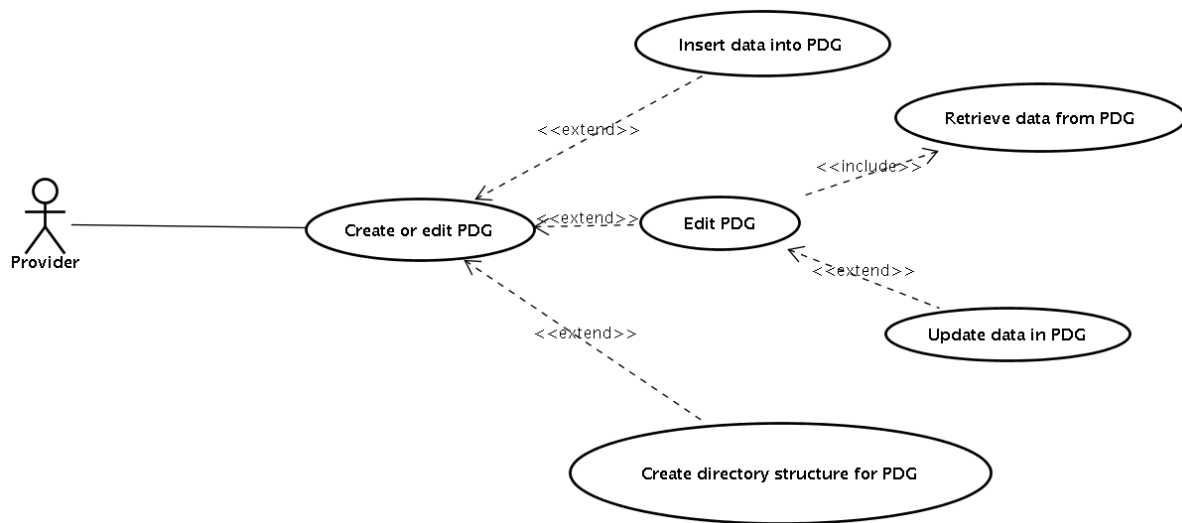 Insert data into PDG
Retrieve data from PDG
<<extend>>
<<include>>
Provider
Create or edit PDG
<<extend>>
Edit PDG
<<extend>>
<<extend>>
Update data in PDG
Create directory structure for PDG